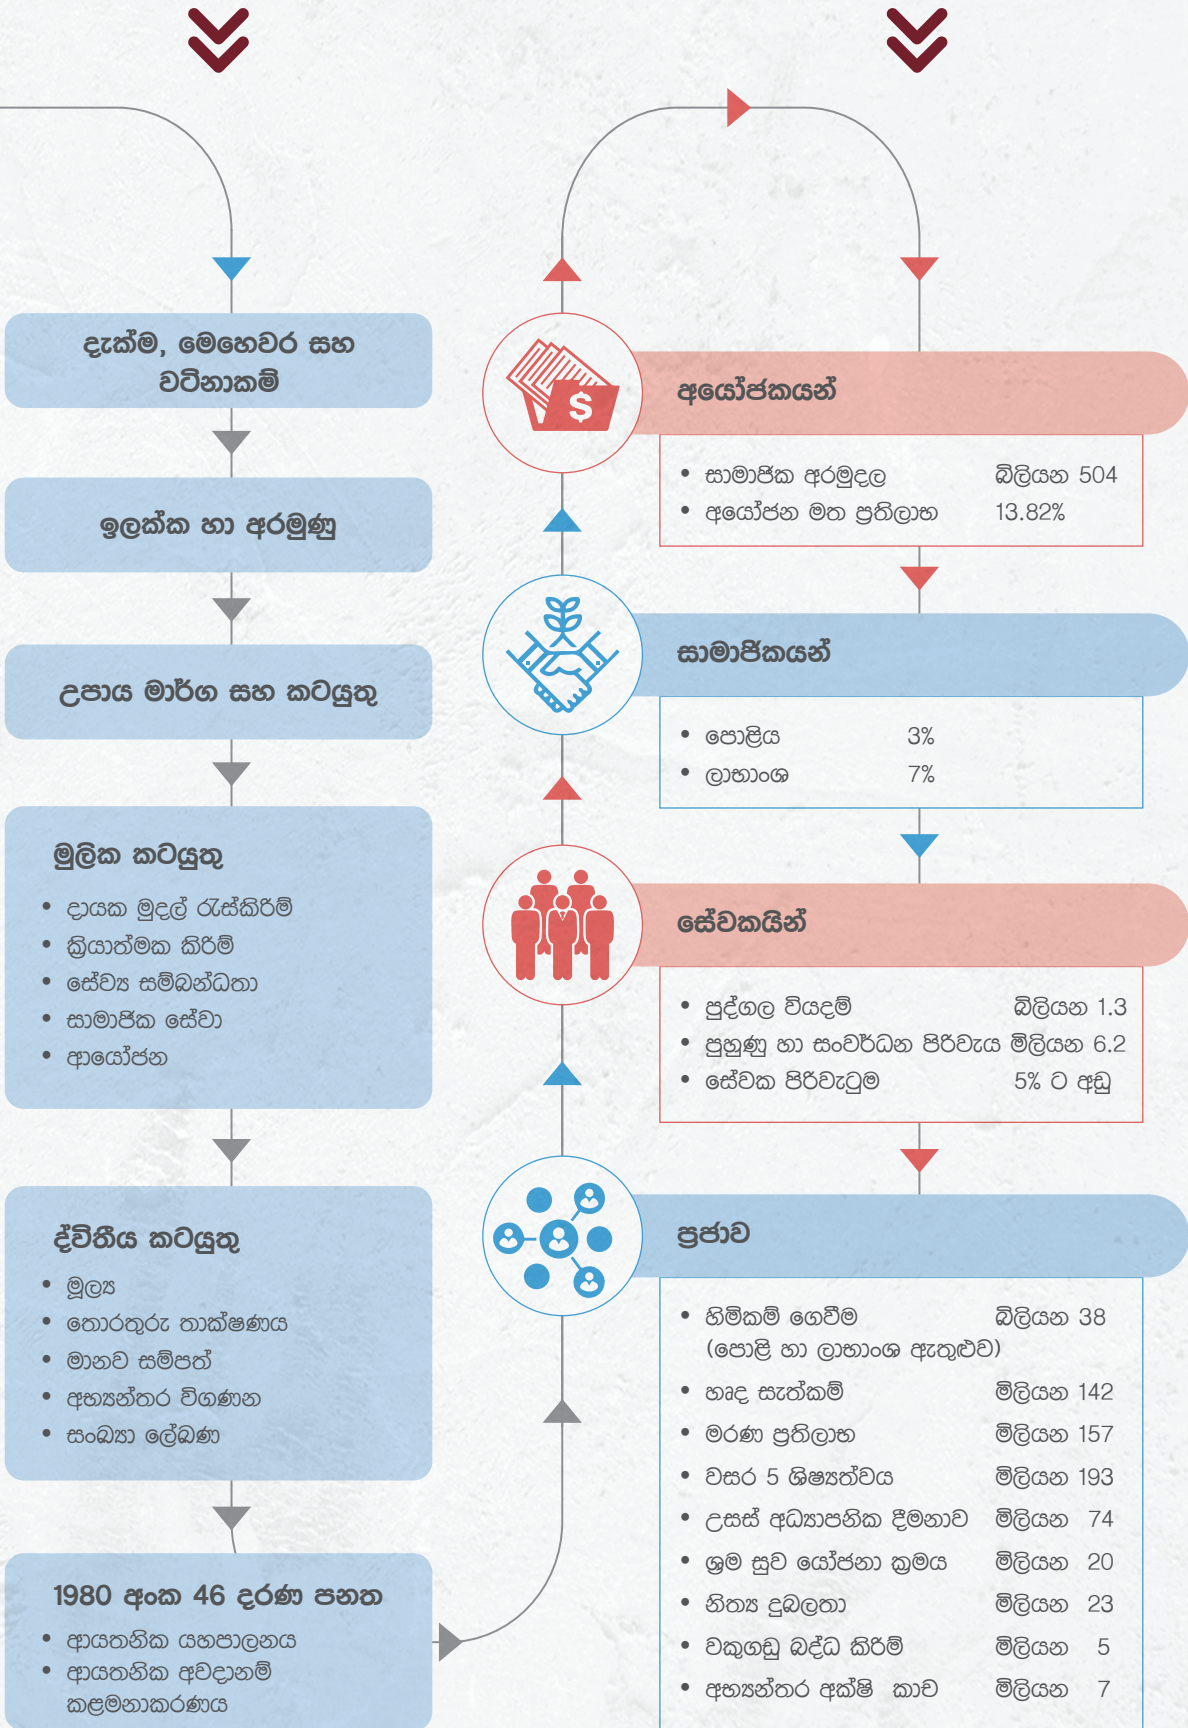 දැක්ම, මෙහෙවර සහ
වටිනාකම්
ඉලක්ක හා අරමුණු
උපාය මාර්ග සහ කටයුතු
මූලික කටයුතු
• දායක මුදල් රැස්කිරීම්
• ක්‍රියාත්මක කිරීම්
• සේව්‍ය සම්බන්ධතා
• සාමාජික සේවා
• ආයෝජන
ද්විතීය කටයුතු
• මූල්‍ය
• තොරතුරු තාක්ෂණය
• මානව සම්පත්
• අභ්‍යන්තර විගණන
• සංඛ්‍යා ලේඛණ
1980 අංක 46 දරණ පනත
• ආයතනික යහපාලනය
• ආයතනික අවදානම්
කළමනාකරණය
$
අයෝජකයන්
• සාමාජික අරමුදල බිලියන 504
• අයෝජන මත ප්‍රතිලාභ 13.82%
සාමාජිකයන්
• පොළිය 3%
• ලාභාංශ 7%
සේවකයින්
• පුද්ගල වියදම් බිලියන 1.3
• පුහුණු හා සංවර්ධන පිරිවැය මිලියන 6.2
• සේවක පිරිවැටුම 5% ට අඩු
ප්‍රජාව
• හිමිකම් ගෙවීම බිලියන 38
(පොළී හා ලාභාංශ ඇතුළුව)
• හෘද සැත්කම් මිලියන 142
• මරණ ප්‍රතිලාභ මිලියන 157
• වසර 5 ශිෂ්‍යත්වය මිලියන 193
• උසස් අධ්‍යාපනික දීමනාව මිලියන 74
• ශ්‍රම සුව යෝජනා ක්‍රමය මිලියන 20
• නිත්‍ය දුබලතා මිලියන 23
• වකුගඩු බද්ධ කිරීම් මිලියන 5
• අභ්‍යන්තර අක්ෂි කාච මිලියන 7